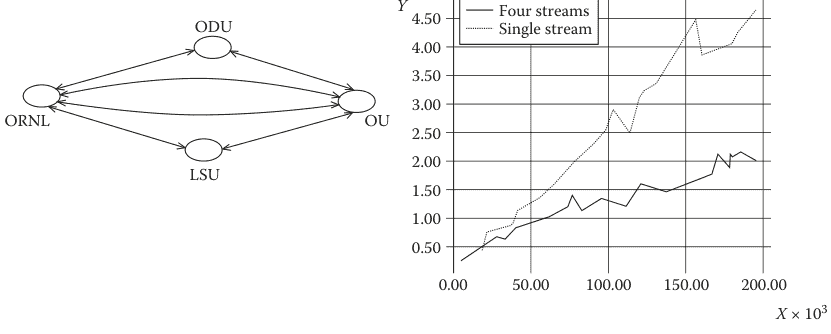 ODU
ORNL
OU
LSU
Y
Four streams
Single stream
4.50
4.00
3.50
3.00
2.50
2.00
1.50
1.00
0.50
0.00 50.00 100.00 150.00 200.00
X × 10³